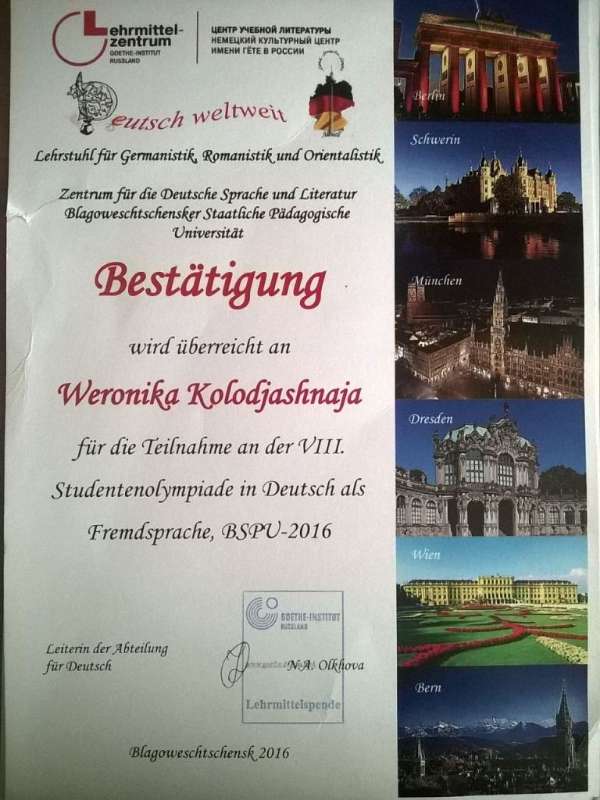 Lehrmittel-
zentrum
GOETHE-INSTITUT
RUSSLAND
ЦЕНТР УЧЕБНОЙ ЛИТЕРАТУРЫ
НЕМЕЦКИЙ КУЛЬТУРНЫЙ ЦЕНТР
ИМЕНИ ГЁТЕ В РОССИИ
Deutsch weltweit
Lehrstuhl für Germanistik, Romanistik und Orientalistik
Zentrum für die Deutsche Sprache und Literatur
Blagoweschtschensker Staatliche Pädagogische
Universität
Bestätigung
wird überreicht an
Weronika Kolodjashnaja
für die Teilnahme an der VIII.
Studentenolympiade in Deutsch als
Fremdsprache, BSPU-2016
GOETHE-INSTITUT
RUSSLAND
Leiterin der Abteilung
für Deutsch
N.A. Olkhova
Lehrmittelspende
Blagoweschtschensk 2016
Berlin
Schwerin
München
Dresden
Wien
Bern